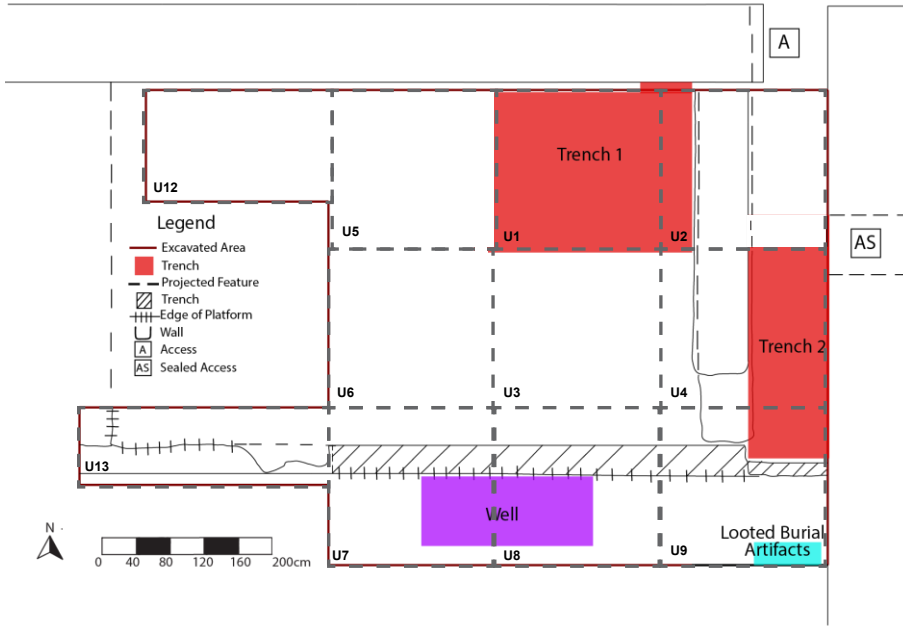 A
Trench 1
U12
Legend
U5
U1
U2
Excavated Area
AS
Trench
Projected Feature
Trench
Edge of Platform
Wall
Trench 2
A
Access
AS
Sealed Access
U6
U3
U4
U13
Well
N
Looted Burial
Artifacts
U7
U8
U9
0
40
80
120
160
200cm